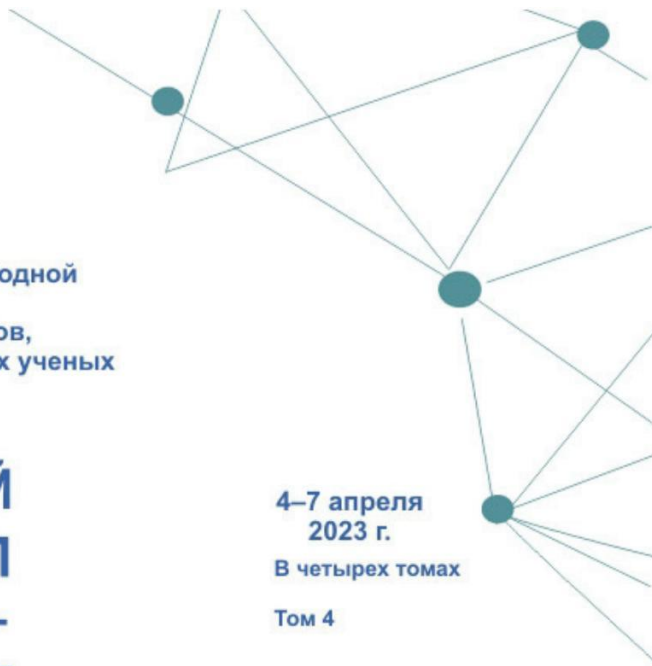 одной
ов,
х ученых
Й
4–7 апреля
2023 г.
В четырех томах
Том 4